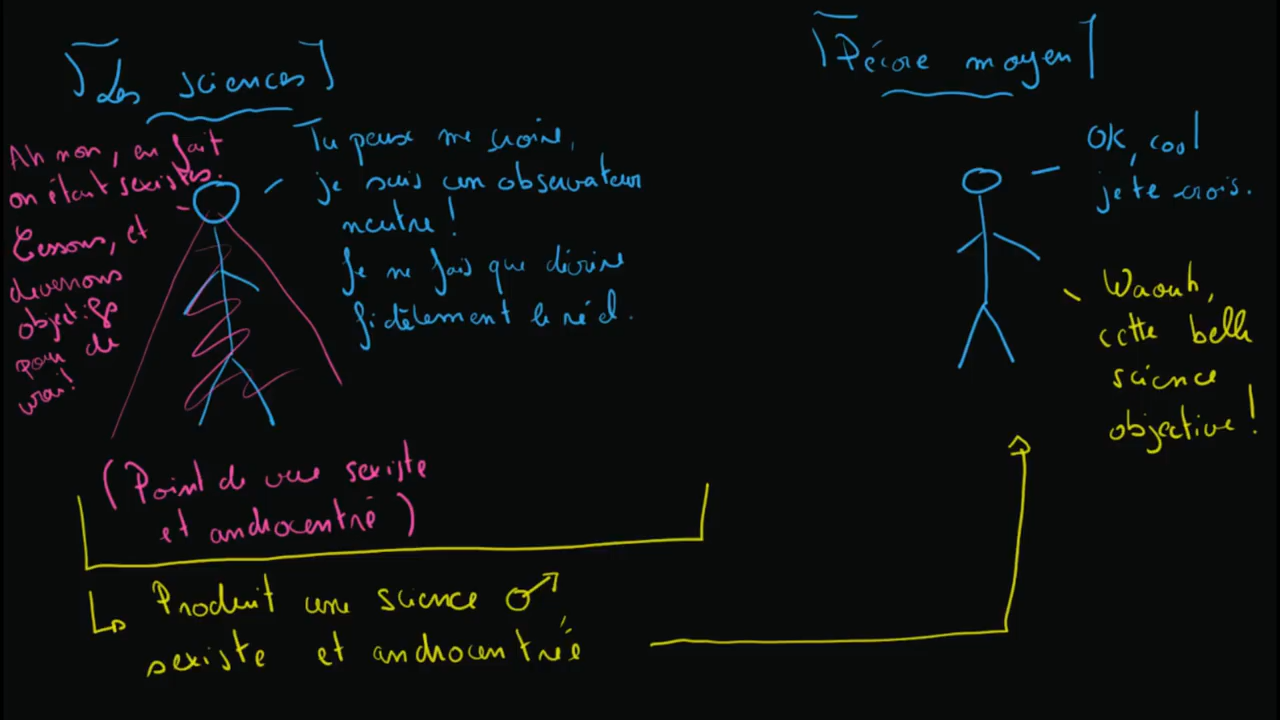 Les sciences
Ah non, en fait
on était sexistes.
Cessons, et
devenons
objectifs
pour de
vrai!
Tu peux me croire,
je suis un observateur
neutre !
Je ne fais que décrire
fidèlement le réel.
(Point de vue sexiste
et androcentré)
Produit une science ♂
sexiste et androcentrée
Pécore moyen
OK, cool
je te crois.
Waouh,
cette belle
science
objective !